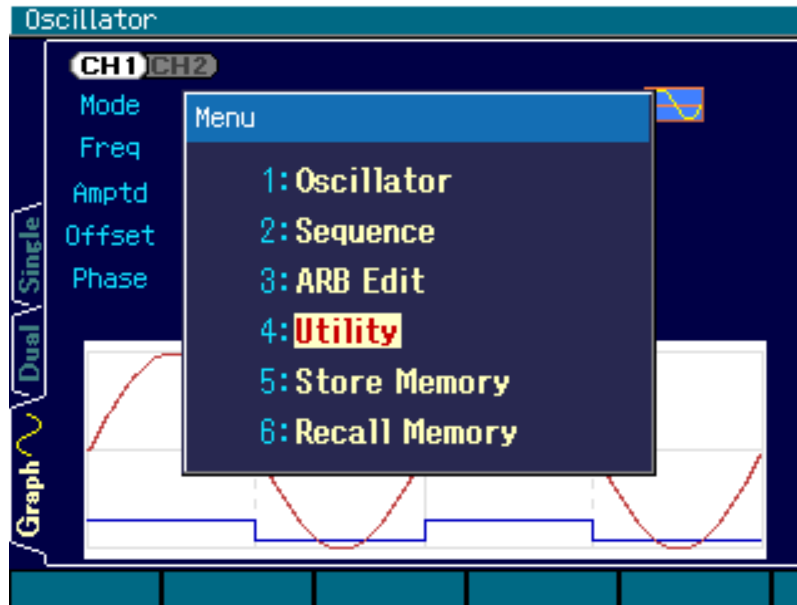 Oscillator
CH1 CH2
Mode
Freq
Amptd
Offset
Phase
Single
Dual
Graph
Menu
1:Oscillator
2:Sequence
3:ARB Edit
4:Utility
5:Store Memory
6:Recall Memory